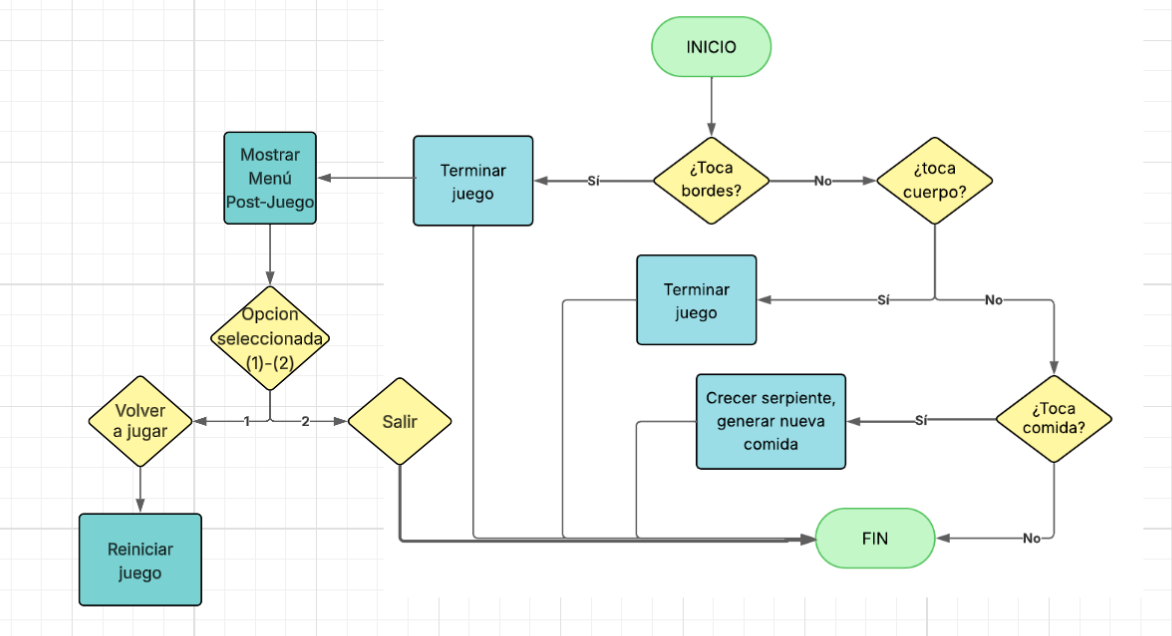 INICIO
Mostrar
Menú
Post-Juego
Terminar
juego
Sí
¿Toca
bordes?
No
¿toca
cuerpo?
Terminar
juego
Sí
No
Opcion
seleccionada
(1)-(2)
Volver
a jugar
1
2
Salir
Crecer serpiente,
generar nueva
comida
Sí
¿Toca
comida?
Reiniciar
juego
FIN
No